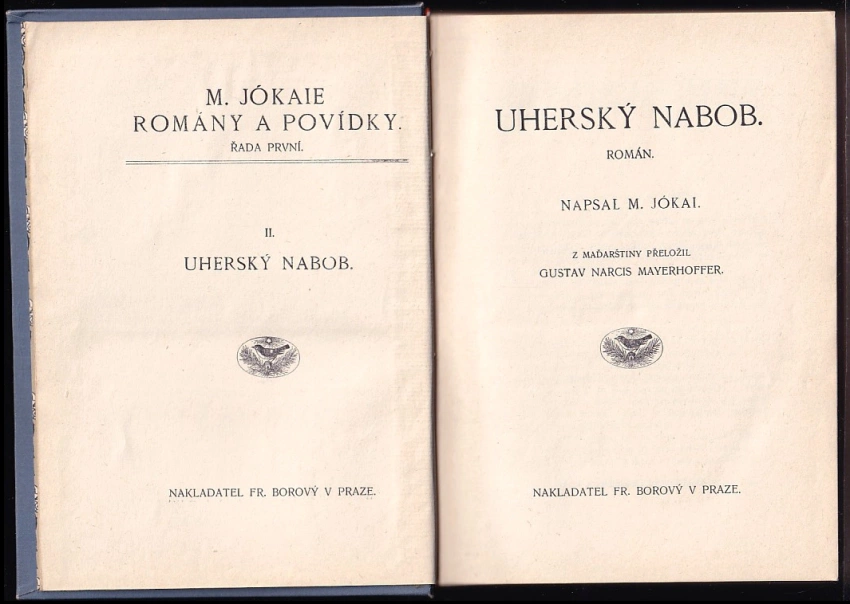 M. JÓKAIE
ROMÁNY A POVÍDKY.
ŘADA PRVNÍ.
II.
UHERSKÝ NABOB.
NAKLADATEL FR. BOROVÝ V PRAZE.
UHERSKÝ NABOB.
ROMÁN.
NAPSAL M. JÓKAI.
Z MAĎARŠTINY PŘELOŽIL
GUSTAV NARCIS MAYERHOFFER.
NAKLADATEL FR. BOROVÝ V PRAZE.